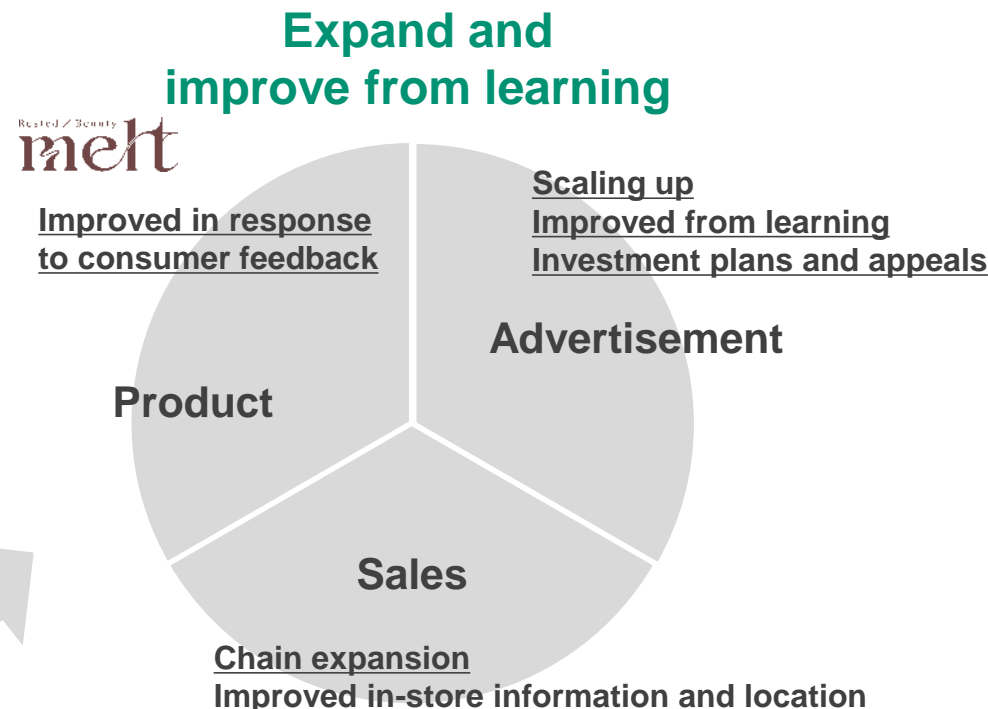 Expand and
improve from learning
Rested / Beauty
melt
Improved in response
to consumer feedback
Scaling up
Improved from learning
Investment plans and appeals
Advertisement
Product
Sales
Chain expansion
Improved in-store information and location